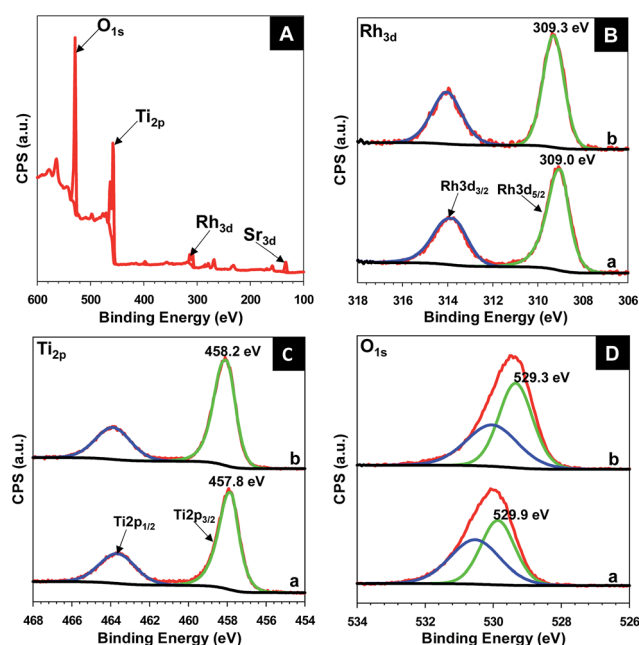 A
O1s
Ti2p
Rh3d
Sr3d
CPS (a.u.)
600 500 400 300 200 100
Binding Energy (eV)
B
Rh3d
309.3 eV
b
309.0 eV
Rh3d3/2
Rh3d5/2
a
CPS (a.u.)
318 316 314 312 310 308 306
Binding Energy (eV)
C
Ti2p
458.2 eV
b
457.8 eV
Ti2p1/2
Ti2p3/2
a
CPS (a.u.)
468 466 464 462 460 458 456 454
Binding Energy (eV)
D
O1s
529.3 eV
b
529.9 eV
a
CPS (a.u.)
534 532 530 528 526
Binding Energy (eV)